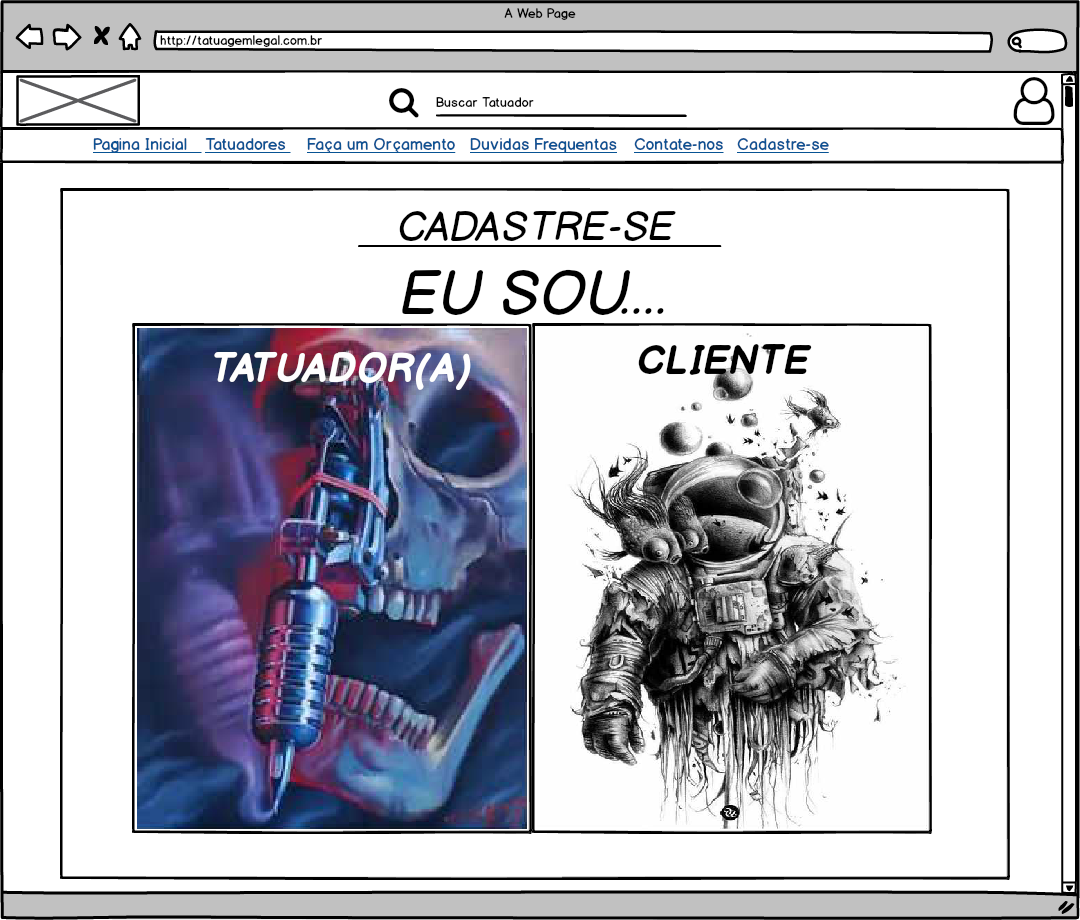 A Web Page
http://tatuagemlegal.com.br
Buscar Tatuador
Pagina Inicial Tatuadores Faça um Orçamento Duvidas Frequentas Contate-nos Cadastre-se
CADASTRE-SE
EU SOU....
TATUADOR(A)
CLIENTE